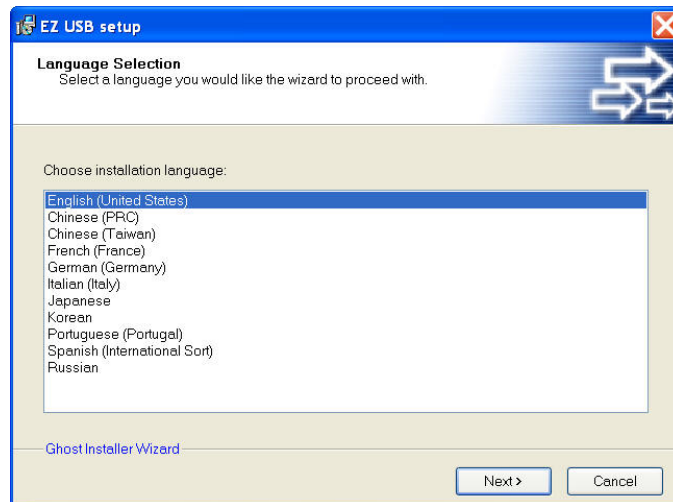 EZ USB setup
Language Selection
Select a language you would like the wizard to proceed with.
Choose installation language:
English (United States)
Chinese (PRC)
Chinese (Taiwan)
French (France)
German (Germany)
Italian (Italy)
Japanese
Korean
Portuguese (Portugal)
Spanish (International Sort)
Russian
Ghost Installer Wizard
Next >
Cancel